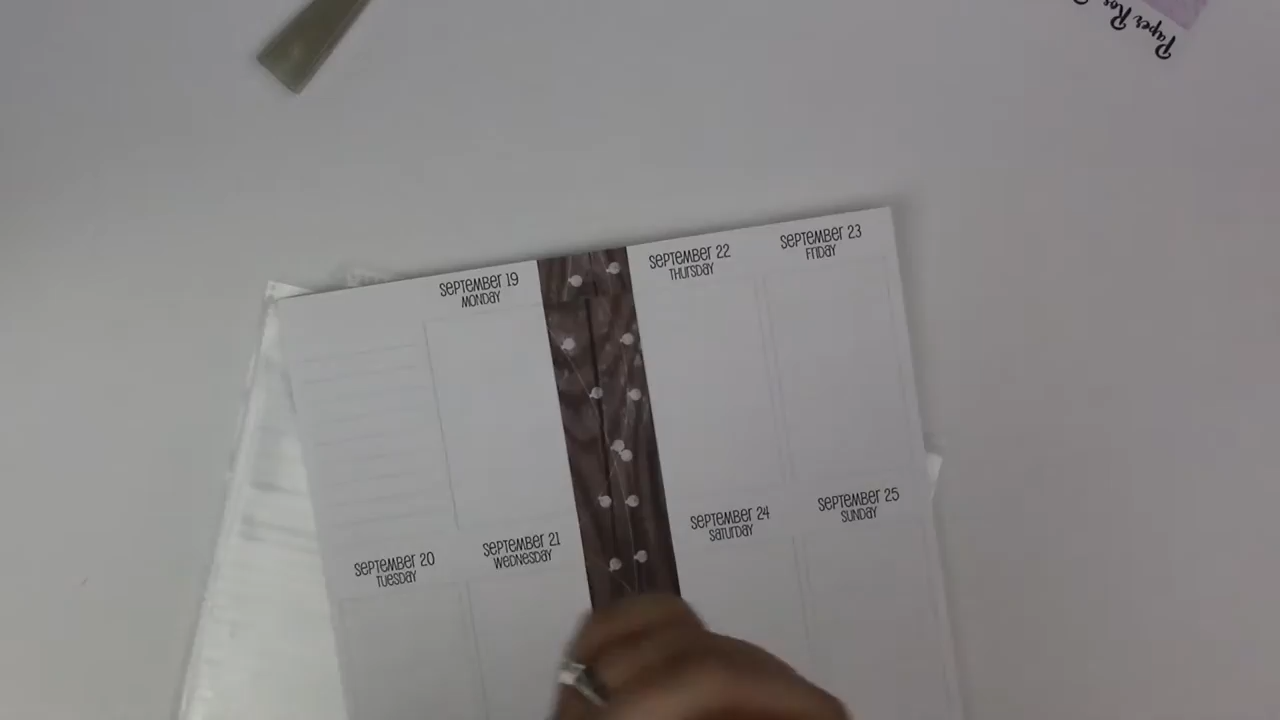 Paper Ros
September 19
Monday
September 22
Thursday
September 23
Friday
September 20
Tuesday
September 21
Wednesday
September 24
Saturday
September 25
Sunday